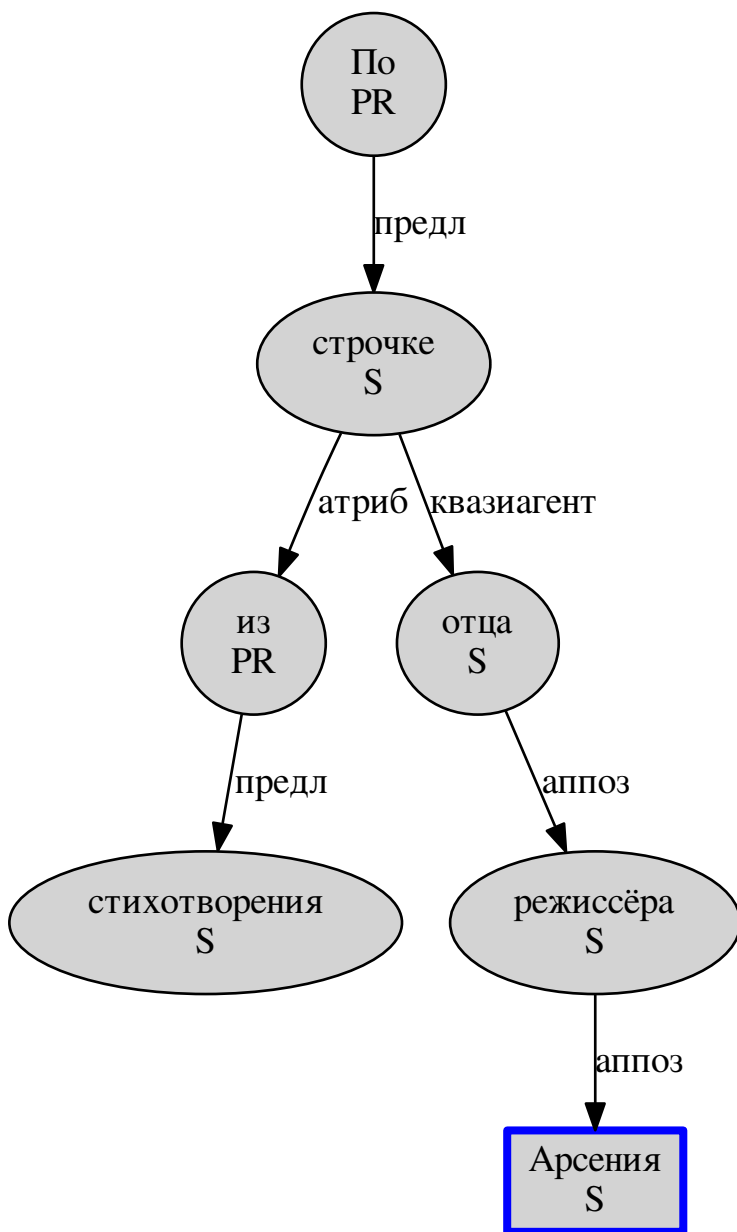 По
PR
предл
строчке
S
атриб
квазиагент
из
PR
отца
S
предл
аппоз
стихотворения
S
режиссёра
S
аппоз
Арсения
S